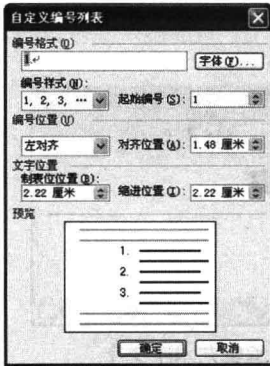 自定义编号列表
编号格式(O)
1.
字体(F)...
编号样式(N):
1, 2, 3, …
起始编号(S): 1
编号位置(U)
左对齐
对齐位置(A): 1.48 厘米
文字位置
制表位位置(B):
2.22 厘米
缩进位置(I): 2.22 厘米
预览
1.
2.
3.
确定
取消